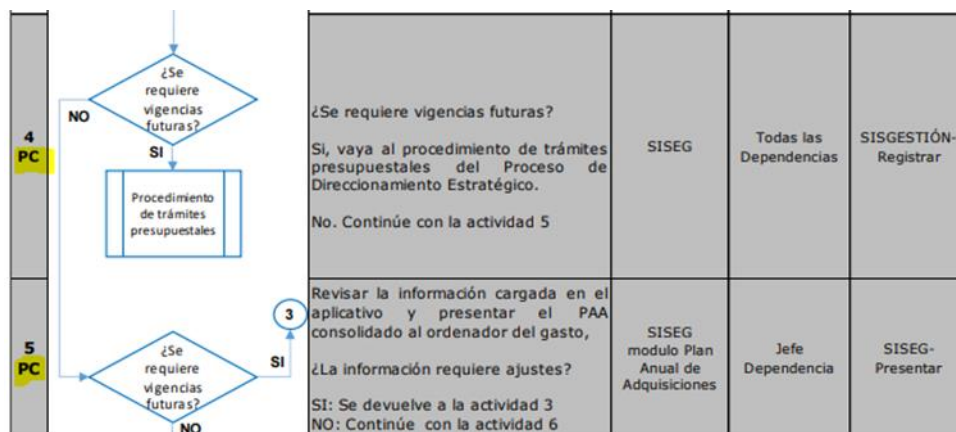 4
PC
¿Se
requiere
vigencias
futuras?
NO
SI
Procedimiento
de trámites
presupuestales
¿Se requiere vigencias futuras?
Si, vaya al procedimiento de trámites
presupuestales del Proceso de
Direccionamiento Estratégico.
No. Continúe con la actividad 5
SISEG
Todas las
Dependencias
SISGESTIÓN-
Registrar
5
PC
¿Se
requiere
vigencias
futuras?
SI
3
NO
Revisar la información cargada en el
aplicativo y presentar el PAA
consolidado al ordenador del gasto,
¿La información requiere ajustes?
SI: Se devuelve a la actividad 3
NO: Continúe con la actividad 6
SISEG
modulo Plan
Anual de
Adquisiciones
Jefe
Dependencia
SISEG-
Presentar